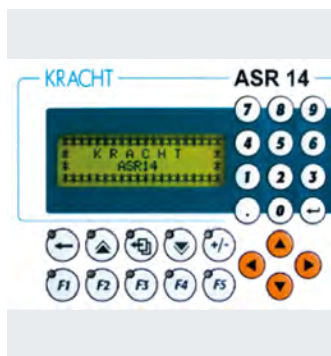 KRACHT
ASR 14
KRACHT
ASR14
7 8 9
4 5 6
1 2 3
. 0
+/-
F1 F2 F3 F4 F5